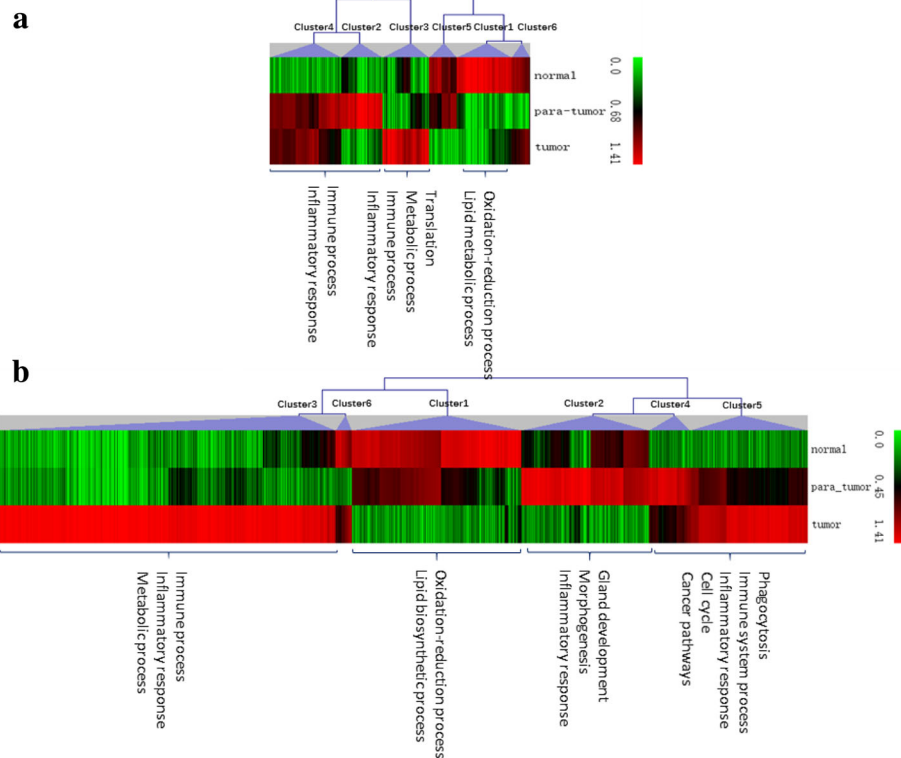 a
Cluster4 Cluster2 Cluster3 Cluster5 Cluster1 Cluster6
normal
para-tumor
tumor
0.0 0.68 1.41
Immune process
Inflammatory response
Translation
Metabolic process
Immune process
Inflammatory response
Oxidation-reduction process
Lipid metabolic process
b
Cluster3 Cluster6 Cluster1 Cluster2 Cluster4 Cluster5
normal
para_tumor
tumor
0.0 0.45 1.41
Immune process
Inflammatory response
Metabolic process
Oxidation-reduction process
Lipid biosynthetic process
Gland development
Morphogenesis
Inflammatory response
Phagocytosis
Immune system process
Inflammatory response
Cell cycle
Cancer pathways